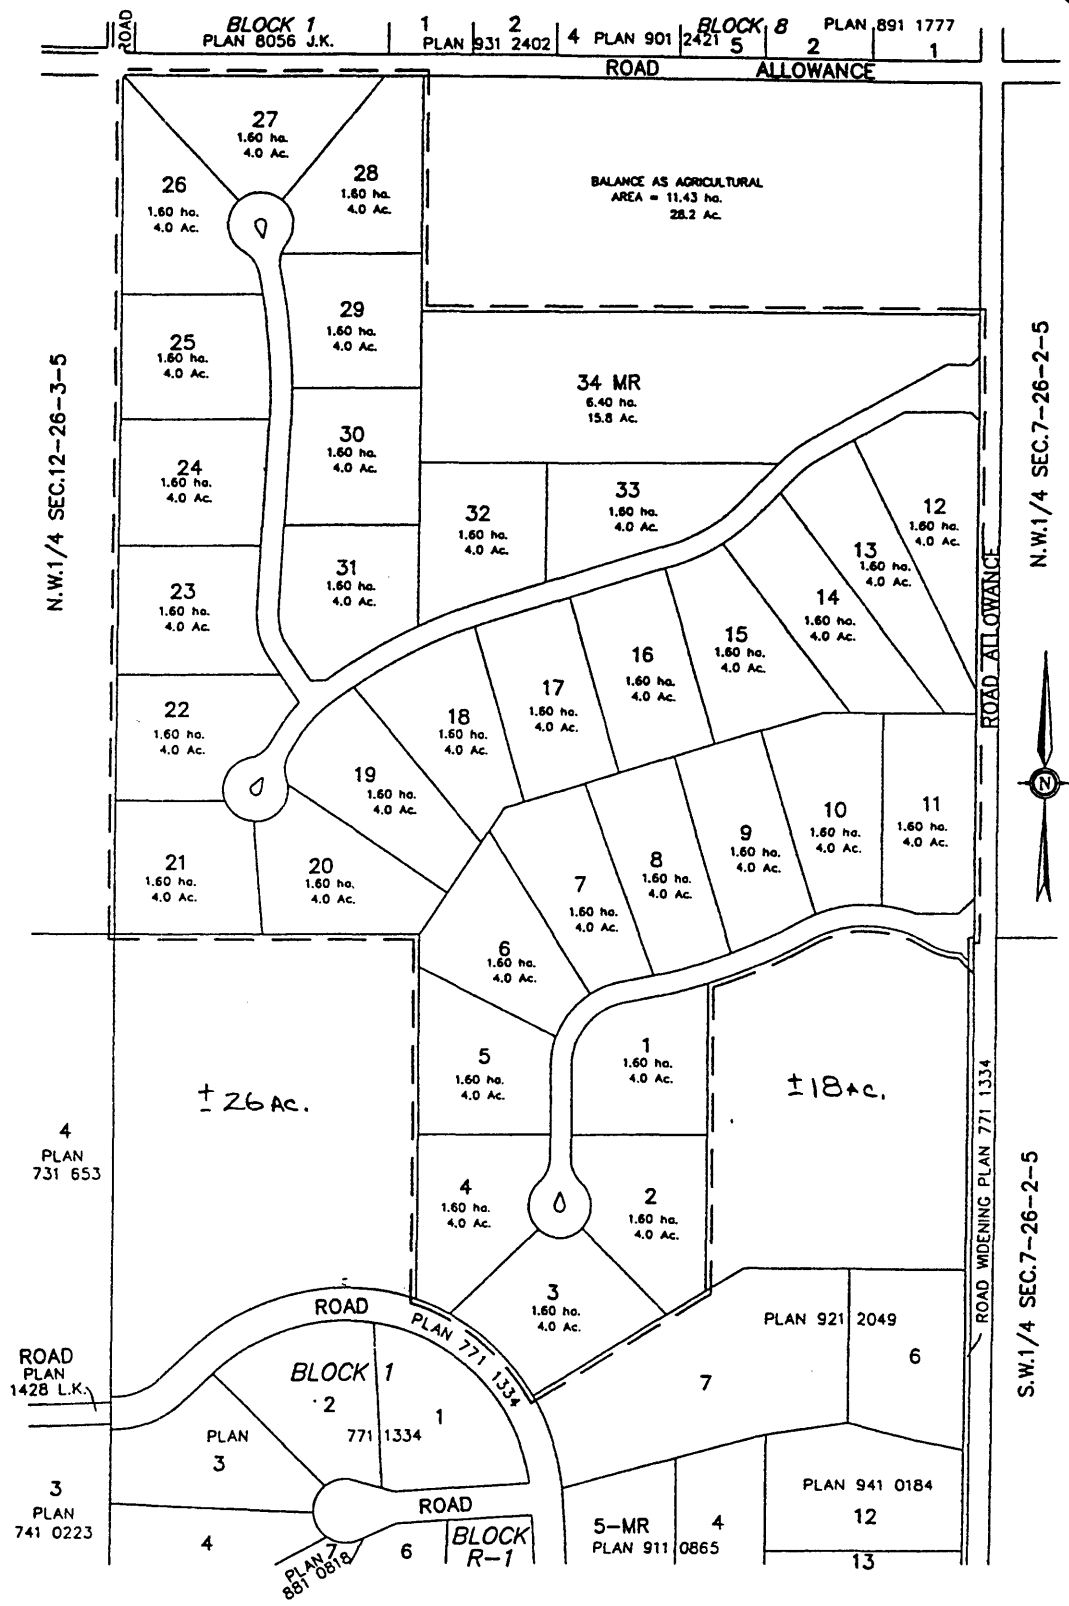 ROAD
BLOCK 1
PLAN 8056 J.K.
1
2
PLAN 931 2402
4 PLAN 901 2421
BLOCK 8
5
PLAN 891 1777
2
1
ROAD ALLOWANCE
27
1.60 ha.
4.0 Ac.
26
1.60 ha.
4.0 Ac.
28
1.60 ha.
4.0 Ac.
BALANCE AS AGRICULTURAL
AREA = 11.43 ha.
28.2 Ac.
25
1.60 ha.
4.0 Ac.
29
1.60 ha.
4.0 Ac.
34 MR
6.40 ha.
15.8 Ac.
N.W.1/4 SEC.12-26-3-5
N.W.1/4 SEC.7-26-2-5
24
1.60 ha.
4.0 Ac.
30
1.60 ha.
4.0 Ac.
32
1.60 ha.
4.0 Ac.
33
1.60 ha.
4.0 Ac.
12
1.60 ha.
4.0 Ac.
13
1.60 ha.
4.0 Ac.
23
1.60 ha.
4.0 Ac.
31
1.60 ha.
4.0 Ac.
14
1.60 ha.
4.0 Ac.
15
1.60 ha.
4.0 Ac.
16
1.60 ha.
4.0 Ac.
17
1.60 ha.
4.0 Ac.
18
1.60 ha.
4.0 Ac.
ROAD ALLOWANCE
22
1.60 ha.
4.0 Ac.
19
1.60 ha.
4.0 Ac.
N
21
1.60 ha.
4.0 Ac.
20
1.60 ha.
4.0 Ac.
11
1.60 ha.
4.0 Ac.
10
1.60 ha.
4.0 Ac.
9
1.60 ha.
4.0 Ac.
8
1.60 ha.
4.0 Ac.
7
1.60 ha.
4.0 Ac.
6
1.60 ha.
4.0 Ac.
5
1.60 ha.
4.0 Ac.
1
1.60 ha.
4.0 Ac.
± 26 AC.
± 18 AC.
4
PLAN
731 653
4
1.60 ha.
4.0 Ac.
2
1.60 ha.
4.0 Ac.
3
1.60 ha.
4.0 Ac.
ROAD WIDENING PLAN 771 1334
S.W.1/4 SEC.7-26-2-5
ROAD
PLAN 771 1334
PLAN 921 2049
6
7
ROAD
PLAN
1428 L.K.
BLOCK 1
2
1
771 1334
PLAN
3
3
PLAN
741 0223
ROAD
4
PLAN 7
881 0818
6
BLOCK
R-1
5-MR
PLAN 911 0865
4
PLAN 941 0184
12
13